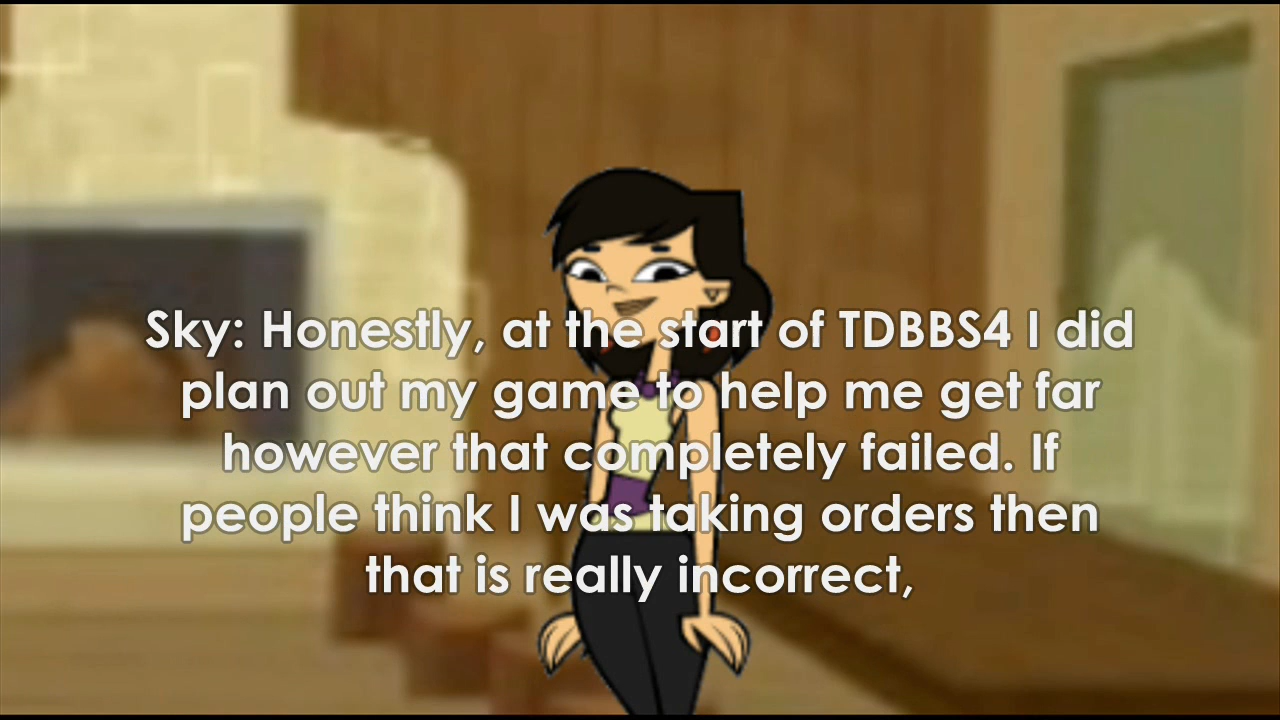 Sky: Honestly, at the start of TDBBS4 I did
plan out my game to help me get far
however that completely failed. If
people think I was taking orders then
that is really incorrect,